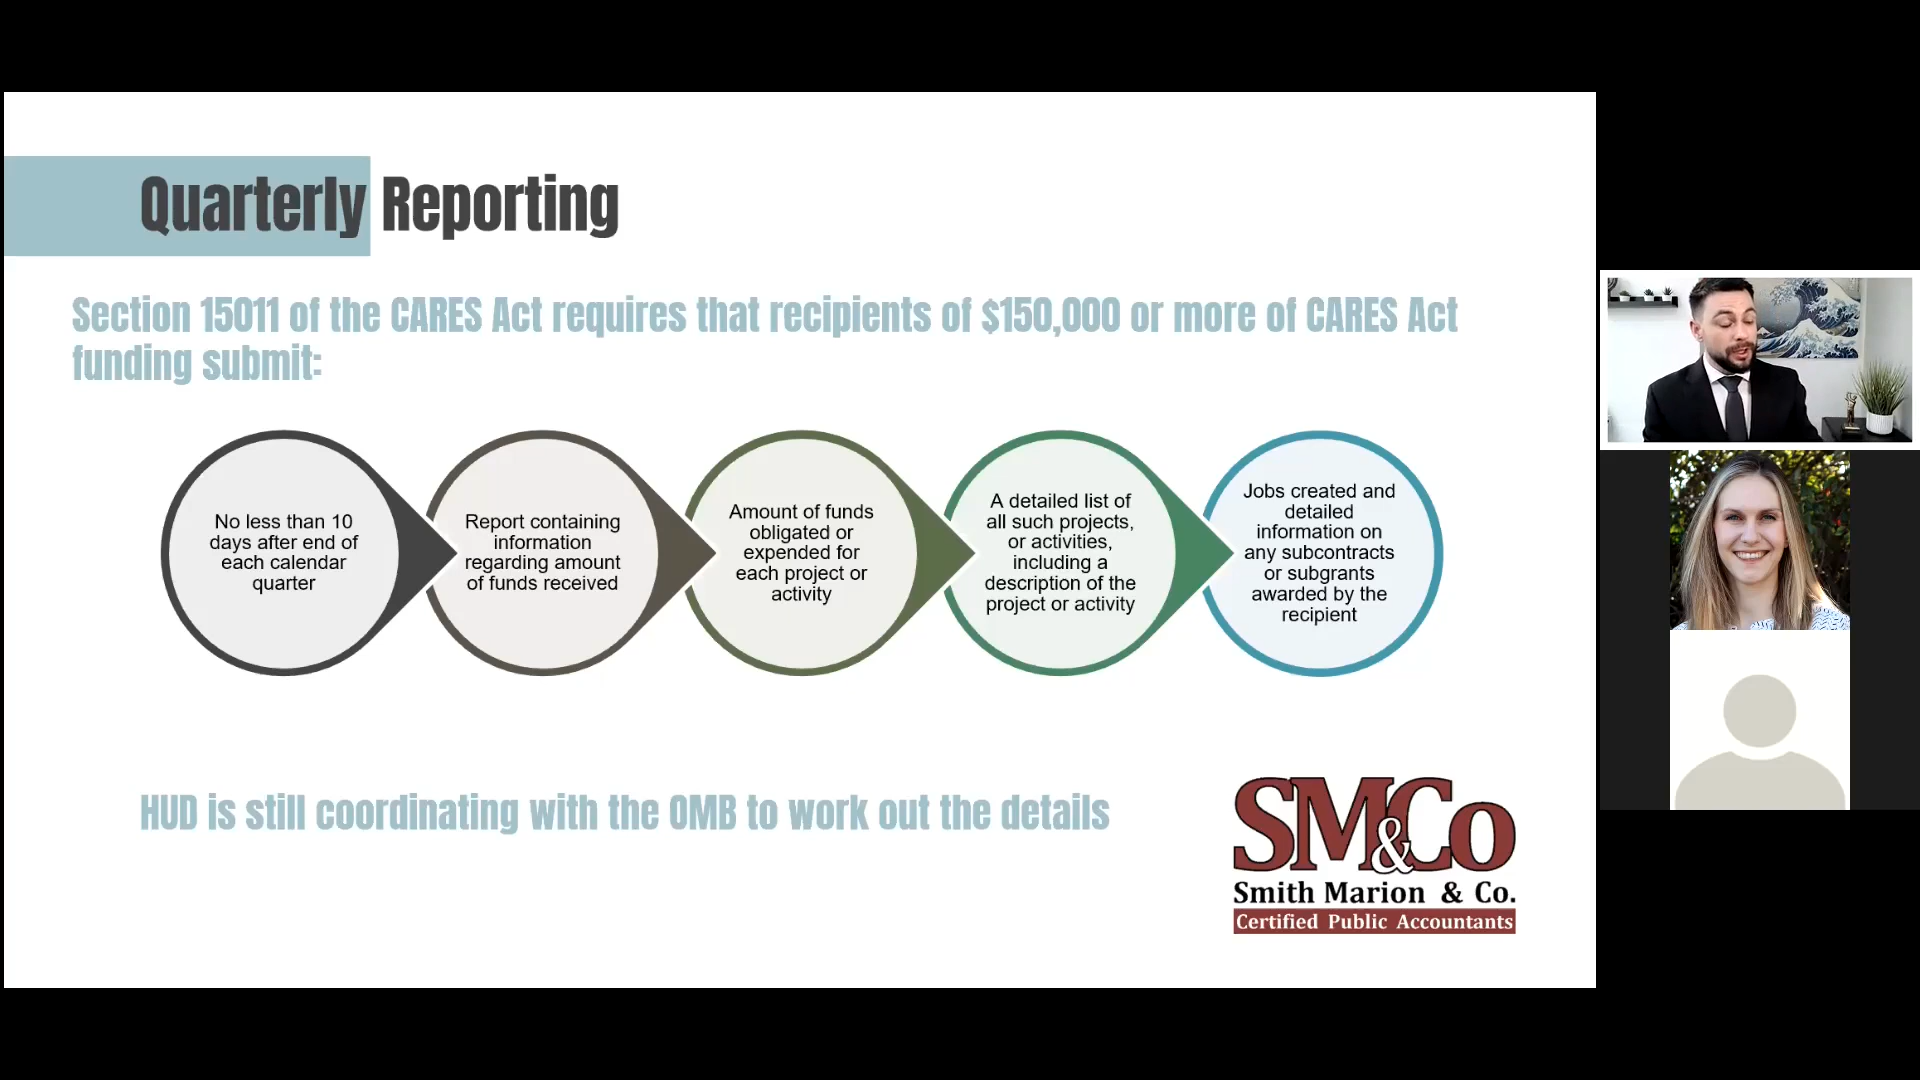 Quarterly Reporting
Section 15011 of the CARES Act requires that recipients of $150,000 or more of CARES Act
funding submit:
No less than 10
days after end of
each calendar
quarter
Report containing
information
regarding amount
of funds received
Amount of funds
obligated or
expended for
each project or
activity
A detailed list of
all such projects,
or activities,
including a
description of the
project or activity
Jobs created and
detailed
information on
any subcontracts
or subgrants
awarded by the
recipient
HUD is still coordinating with the OMB to work out the details
SM&Co
Smith Marion & Co.
Certified Public Accountants